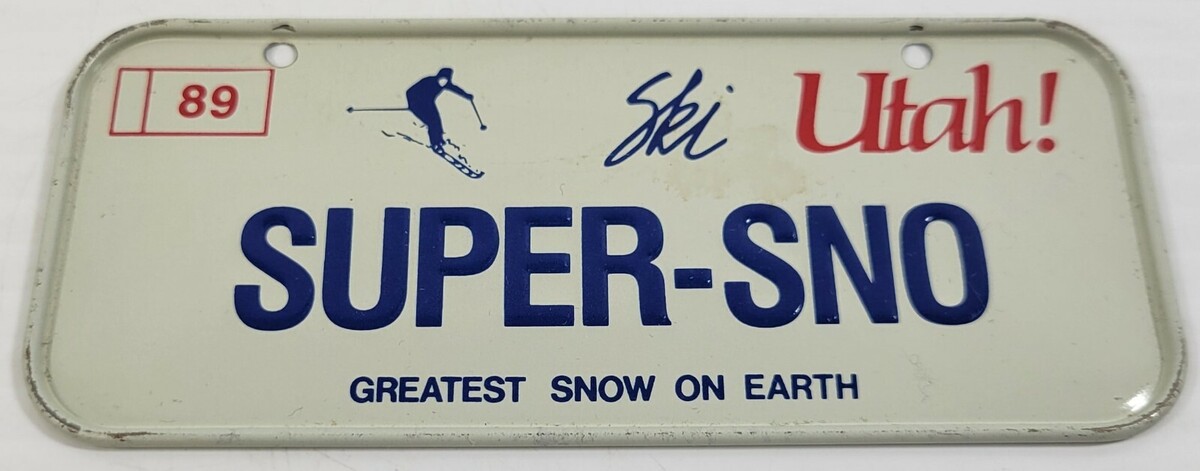 89 Ski Utah!
SUPER-SNO
GREATEST SNOW ON EARTH